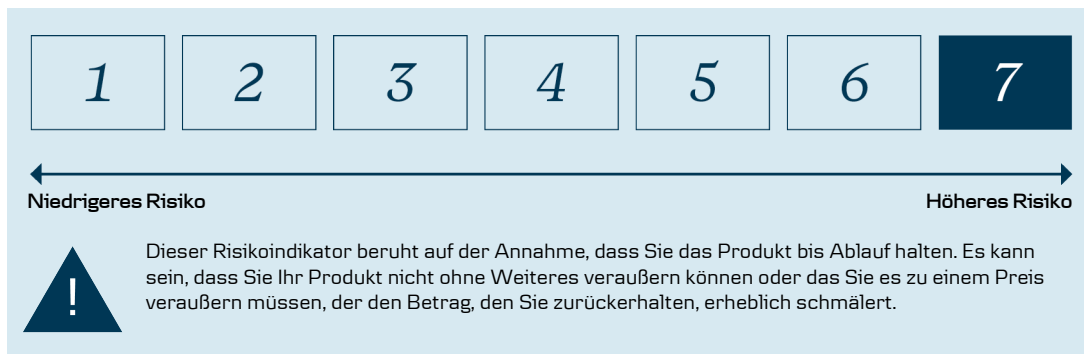 1 2 3 4 5 6 7
Niedrigeres Risiko Höheres Risiko
Dieser Risikoindikator beruht auf der Annahme, dass Sie das Produkt bis Ablauf halten. Es kann
sein, dass Sie Ihr Produkt nicht ohne Weiteres veräußern können oder das Sie es zu einem Preis
veräußern müssen, der den Betrag, den Sie zurückerhalten, erheblich schmälert.
!